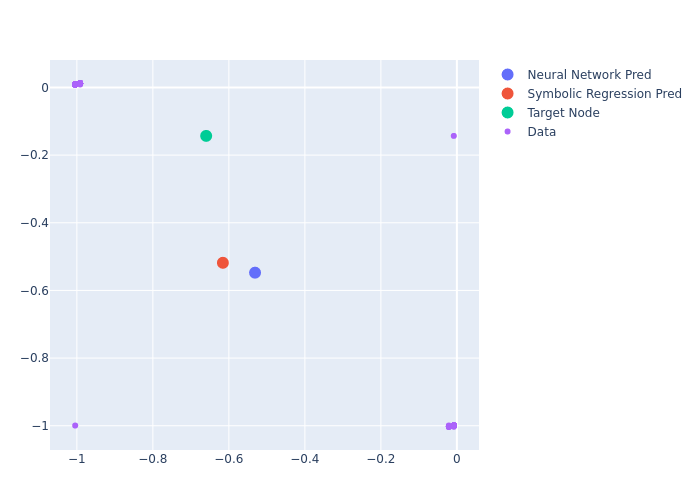 Neural Network Pred
Symbolic Regression Pred
Target Node
Data
0
−0.2
−0.4
−0.6
−0.8
−1
−1 −0.8 −0.6 −0.4 −0.2 0